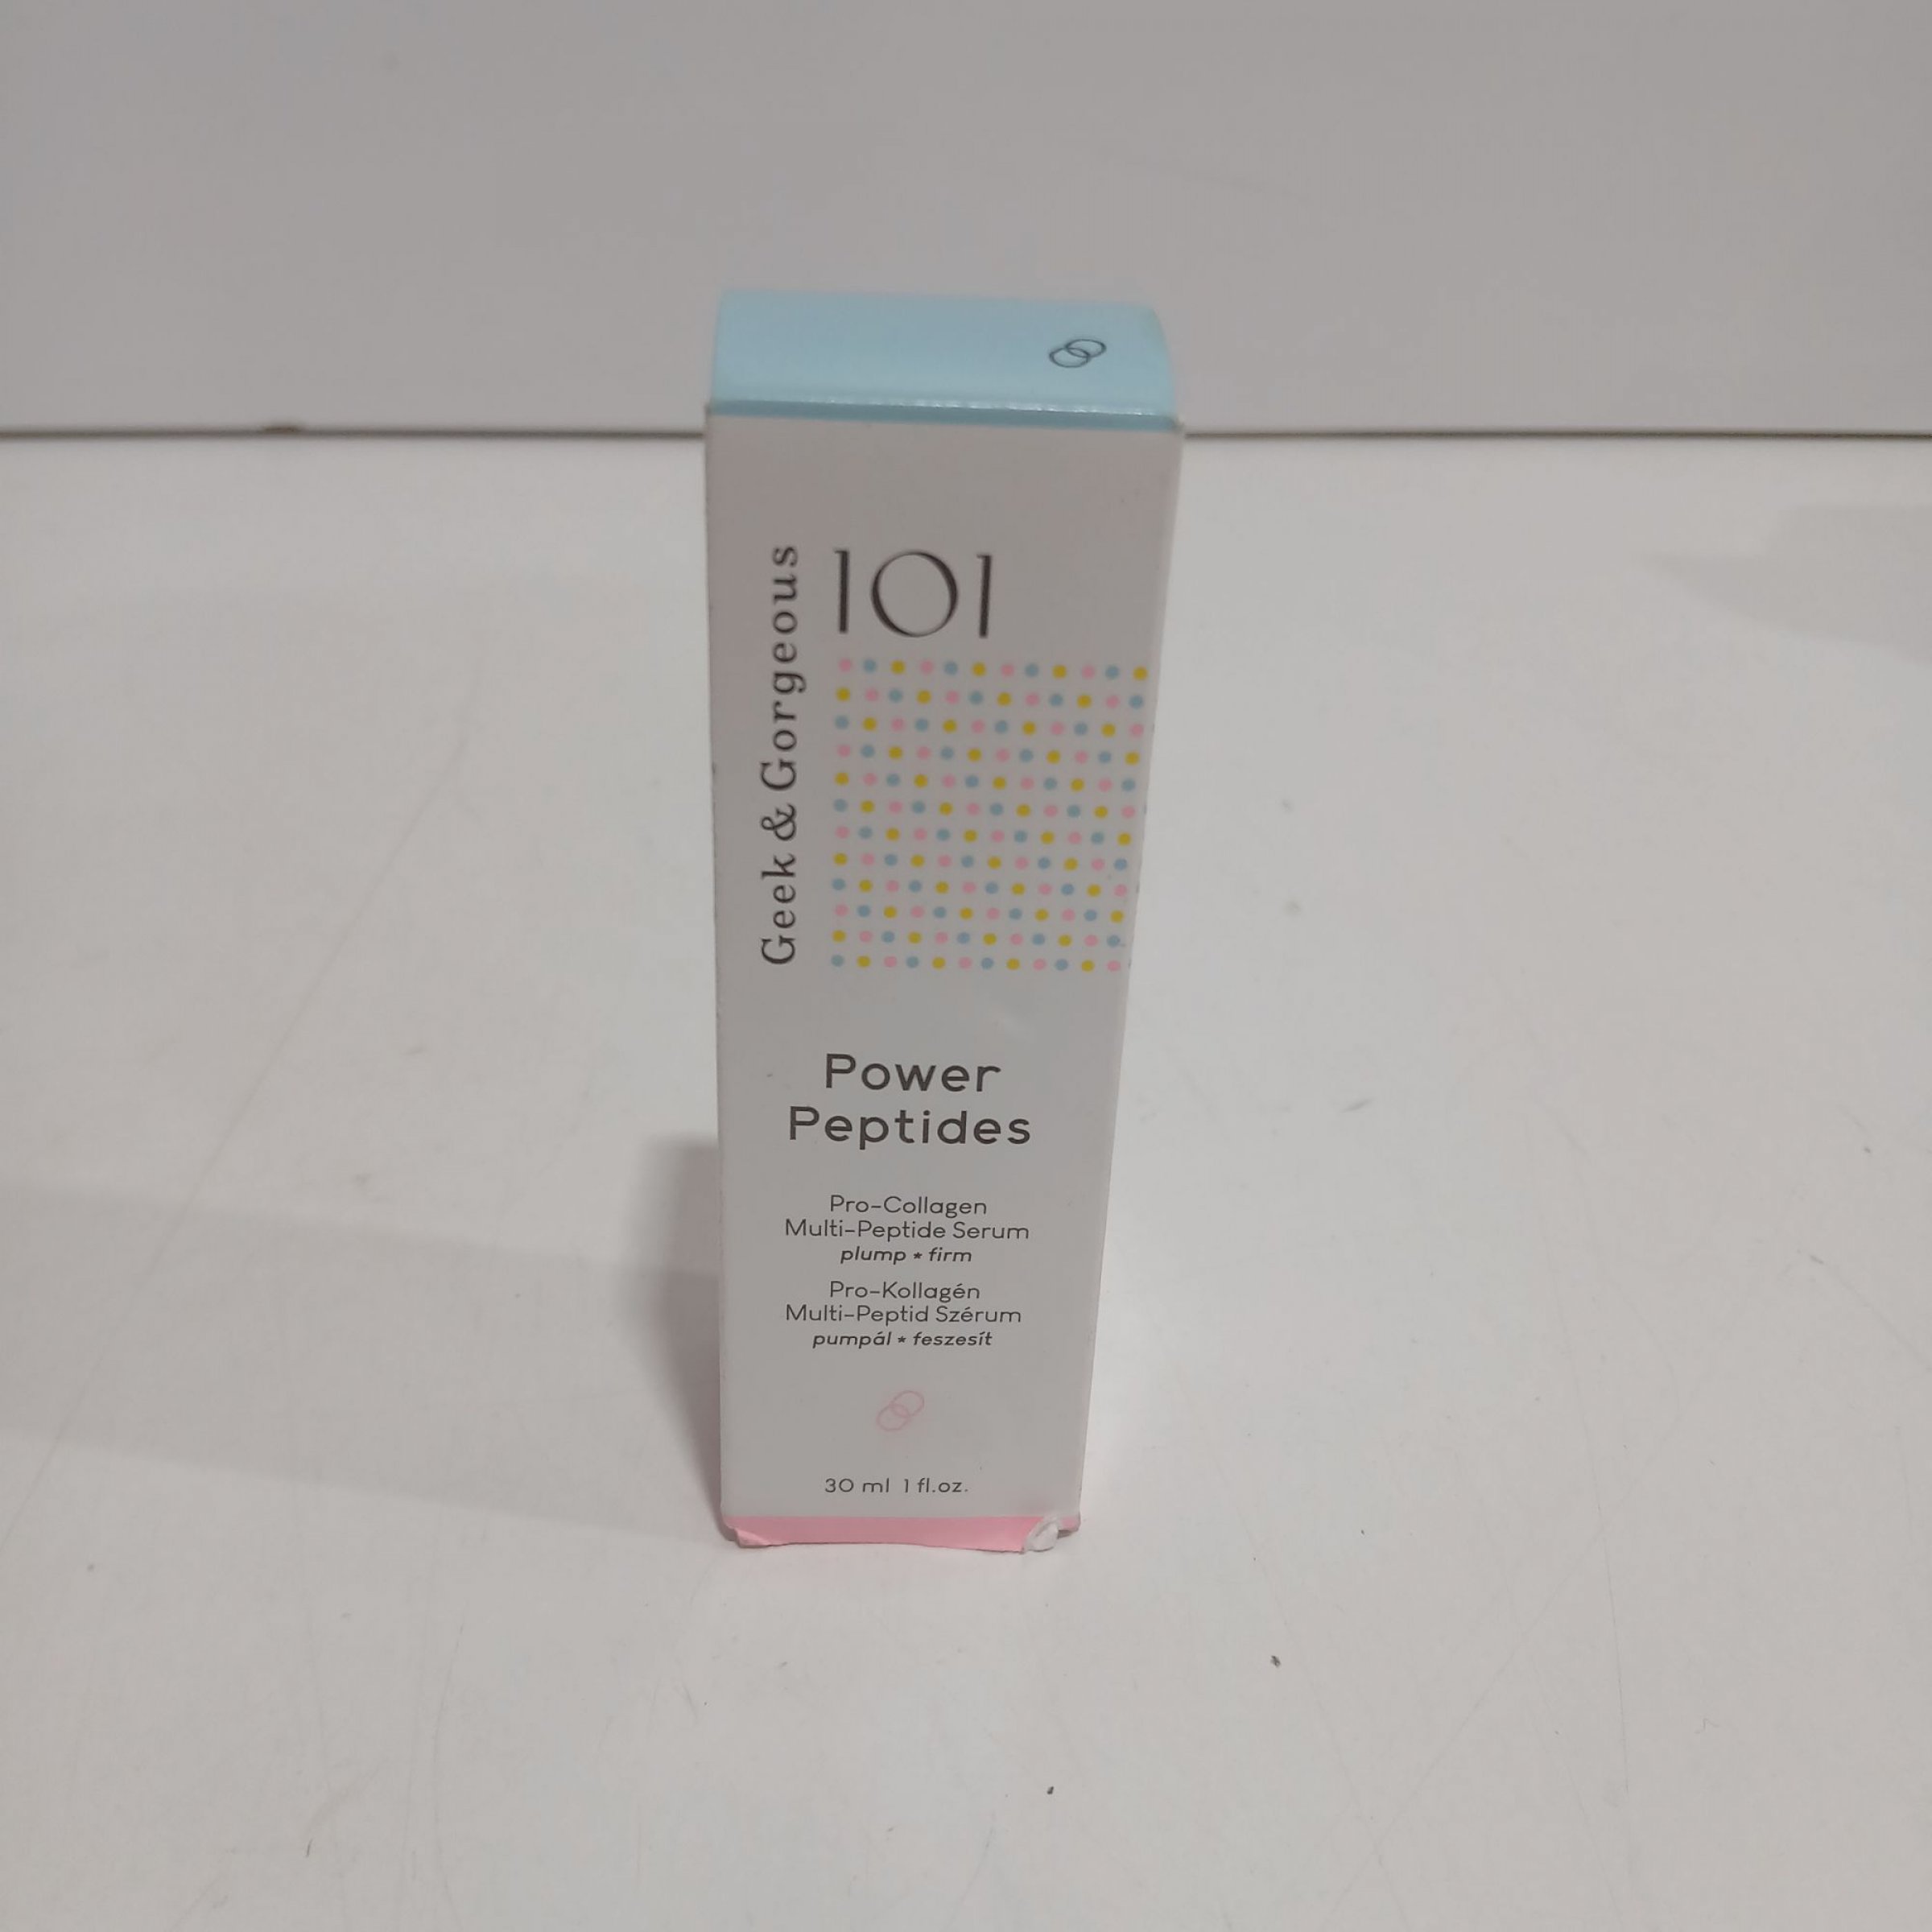 Geek & Gorgeous
101
Power
Peptides
Pro-Collagen
Multi-Peptide Serum
plump * firm
Pro-Kollagén
Multi-Peptid Szérum
pumpál * feszesít
30 ml 1 fl.oz.